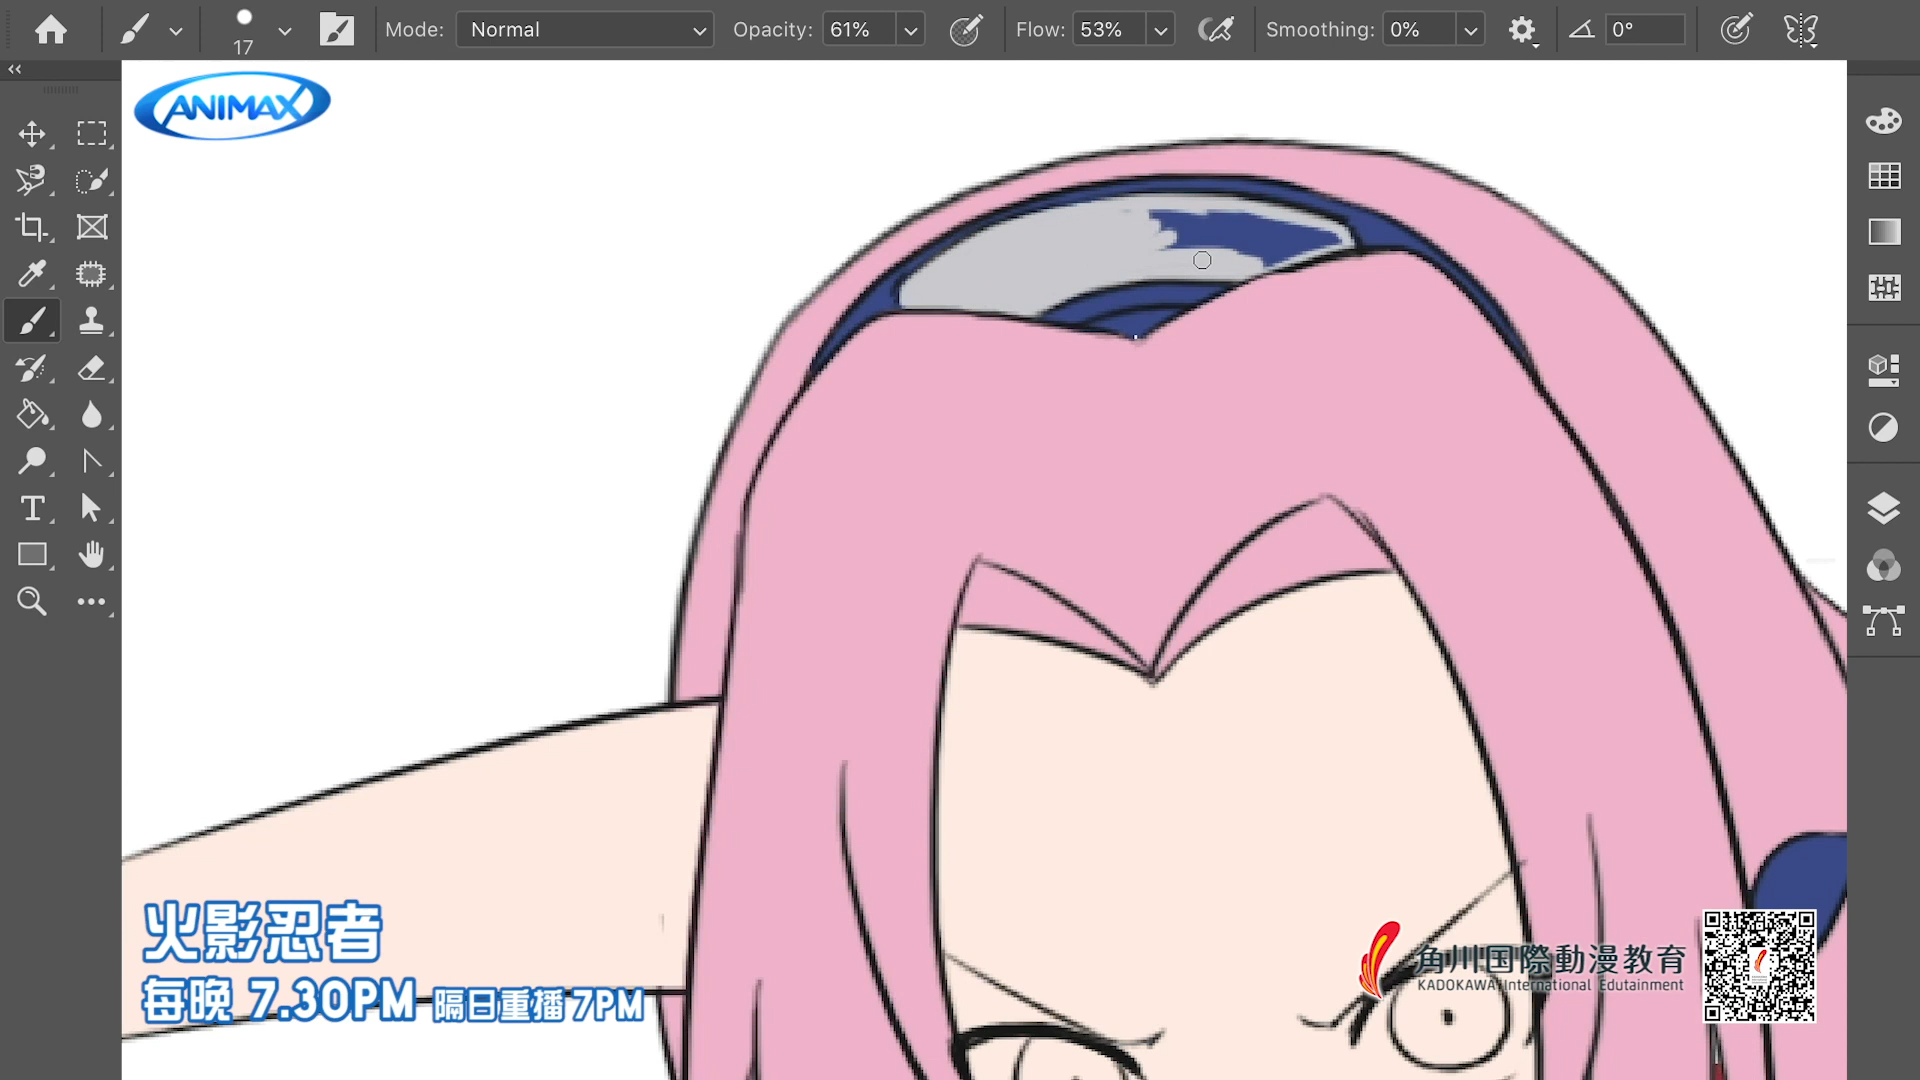 17
Mode: Normal
Opacity: 61%
Flow: 53%
Smoothing: 0%
0°
ANIMAX
火影忍者
每晚 7.30PM 隔日重播 7PM
角川国際動漫教育
KADOKAWA International Edutainment